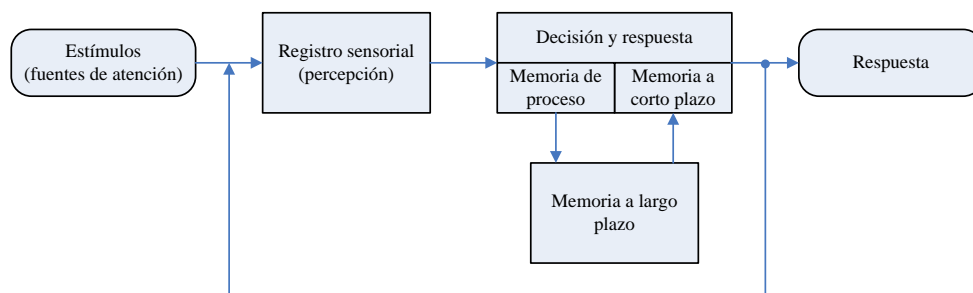 Estímulos
(fuentes de atención)
Registro sensorial
(percepción)
Decisión y respuesta
Memoria de
proceso
Memoria a
corto plazo
Respuesta
Memoria a largo
plazo